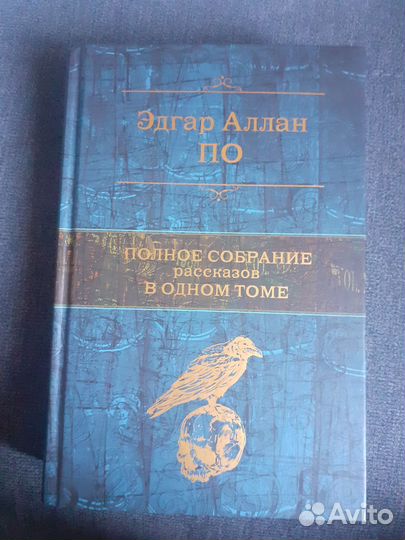 Эдгар Аллан
ПО
ПОЛНОЕ СОБРАНИЕ
рассказов
В ОДНОМ ТОМЕ
Avito